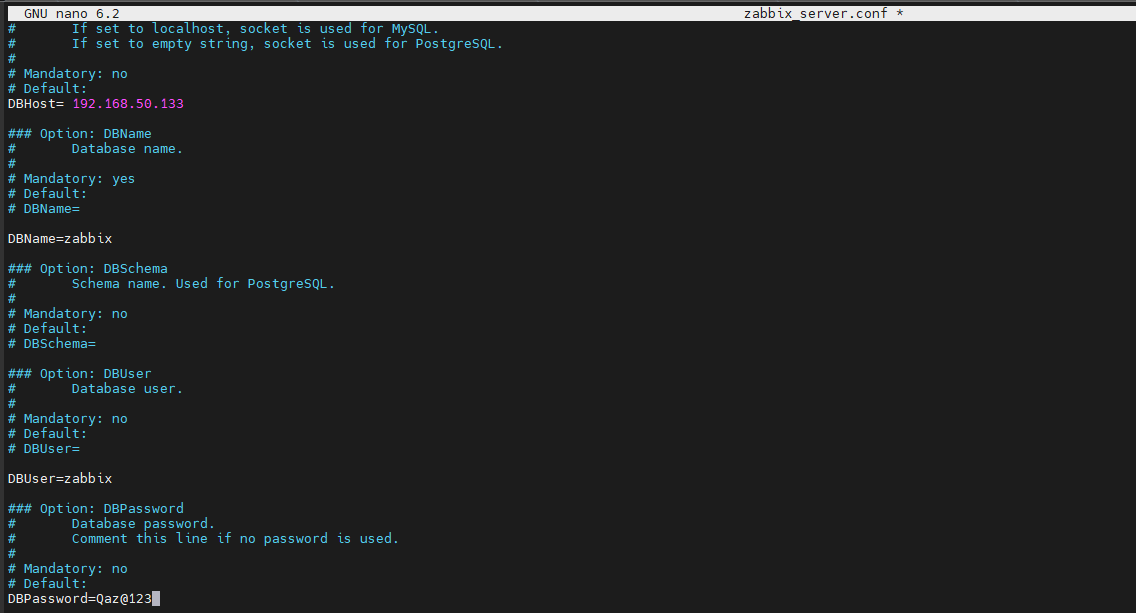 GNU nano 6.2 zabbix_server.conf *
#       If set to localhost, socket is used for MySQL.
#       If set to empty string, socket is used for PostgreSQL.
#
# Mandatory: no
# Default:
DBHost= 192.168.50.133
### Option: DBName
#       Database name.
#
# Mandatory: yes
# Default:
# DBName=
DBName=zabbix
### Option: DBSchema
#       Schema name. Used for PostgreSQL.
#
# Mandatory: no
# Default:
# DBSchema=
### Option: DBUser
#       Database user.
#
# Mandatory: no
# Default:
# DBUser=
DBUser=zabbix
### Option: DBPassword
#       Database password.
#       Comment this line if no password is used.
#
# Mandatory: no
# Default:
DBPassword=Qaz@123